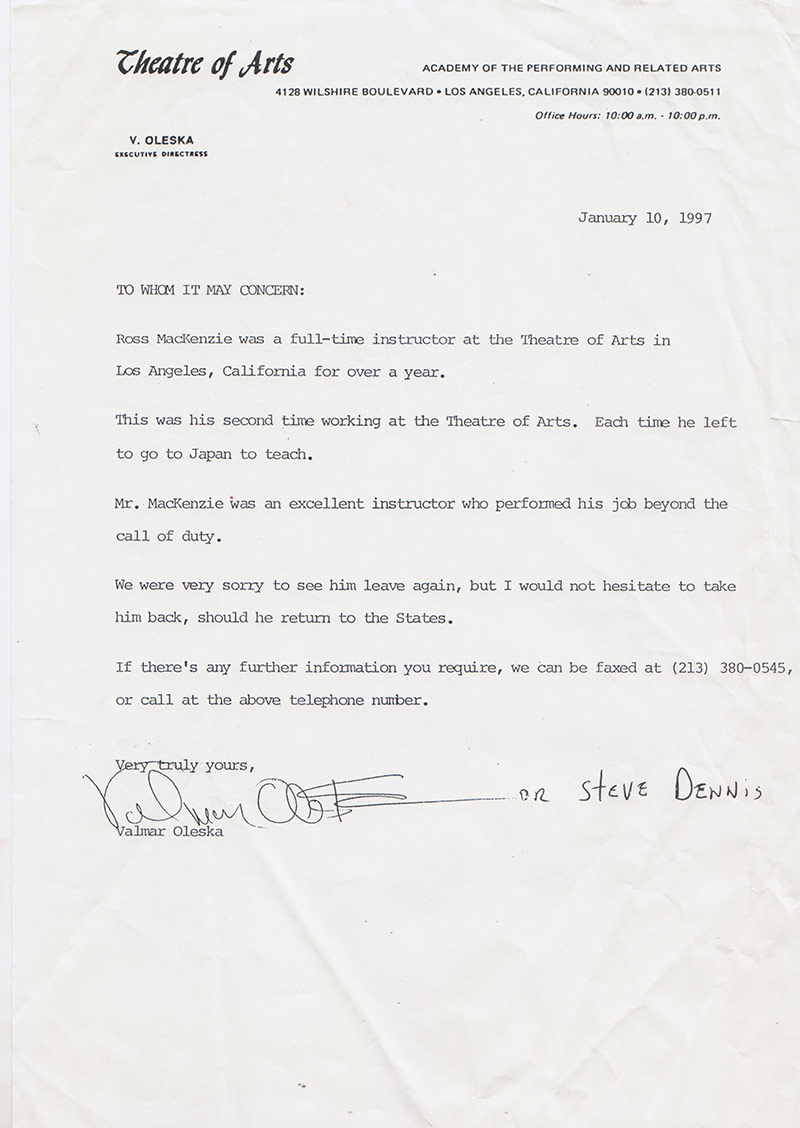 Theatre of Arts
ACADEMY OF THE PERFORMING AND RELATED ARTS
4128 WILSHIRE BOULEVARD • LOS ANGELES, CALIFORNIA 90010 • (213) 380-0511
Office Hours: 10:00 a.m. - 10:00 p.m.
V. OLESKA
EXECUTIVE DIRECTRESS
January 10, 1997
TO WHOM IT MAY CONCERN:
Ross MacKenzie was a full-time instructor at the Theatre of Arts in
Los Angeles, California for over a year.
This was his second time working at the Theatre of Arts. Each time he left
to go to Japan to teach.
Mr. MacKenzie was an excellent instructor who performed his job beyond the
call of duty.
We were very sorry to see him leave again, but I would not hesitate to take
him back, should he return to the States.
If there's any further information you require, we can be faxed at (213) 380-0545,
or call at the above telephone number.
Very truly yours,
Valmar Oleska OR STEVE DENNIS
Valmar Oleska